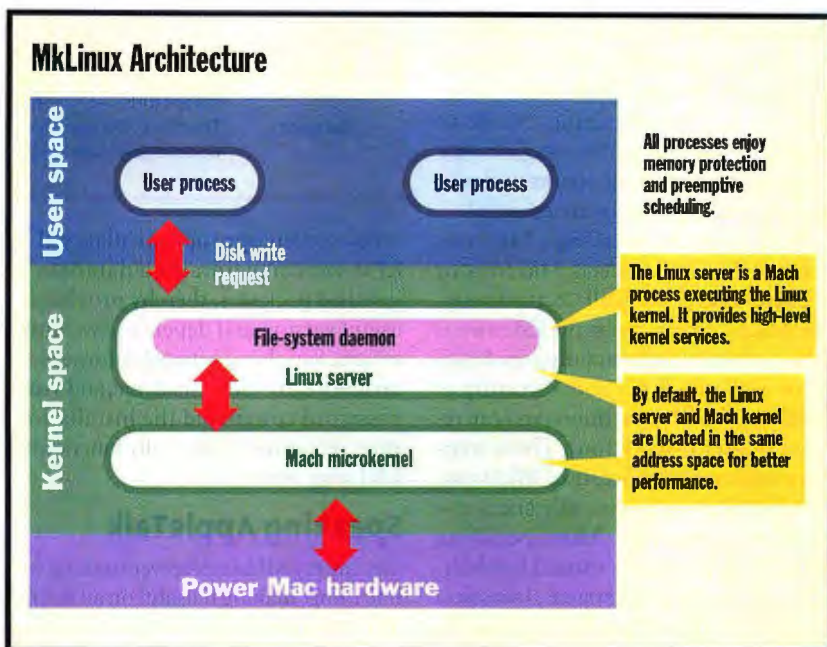 MkLinux Architecture
User space
User process
User process
Disk write
request
All processes enjoy
memory protection
and preemptive
scheduling.
Kernel space
File-system daemon
Linux server
Mach microkernel
The Linux server is a Mach
process executing the Linux
kernel. It provides high-level
kernel services.
By default, the Linux
server and Mach kernel
are located in the same
address space for better
performance.
Power Mac hardware